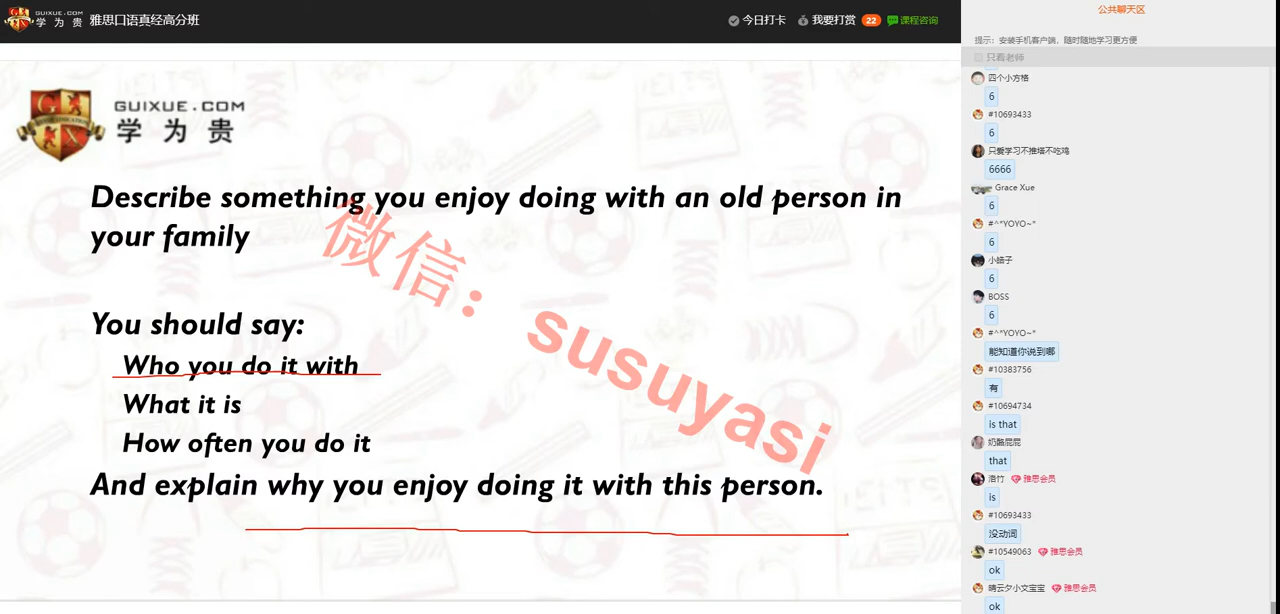 GUIXUE.COM
学为贵
雅思口语真经高分班
今日打卡
我要打赏
22
课程咨询
GUIXUE.COM
学为贵
Describe something you enjoy doing with an old person in
your family
You should say:
Who you do it with
What it is
How often you do it
And explain why you enjoy doing it with this person.
微信：susuyasi
公共聊天区
提示：安装手机客户端，随时随地学习更方便
只看老师
四个小方格
6
#10693433
6
只爱学习不推塔不吃鸡
6666
Grace Xue
6
#^*YOYO~*
6
6
BOSS
6
#^*YOYO~*
能知道你说到哪
#10383756
有
#10694734
is that
奶酪屁屁
that
洛竹 雅思会员
is
#10693433
没动词
#10549063 雅思会员
ok
晴云夕小文宝宝 雅思会员
ok